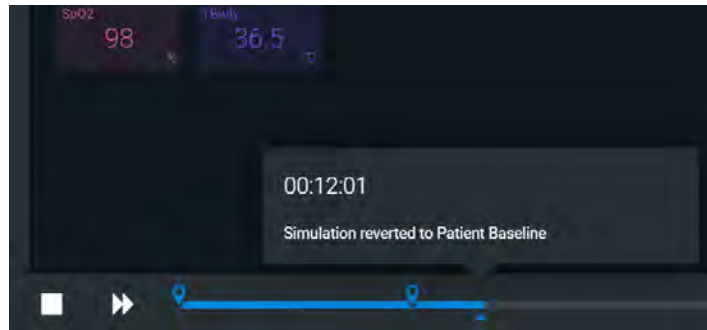 SpO2
TBody
98
36.5
%
°C
00:12:01
Simulation reverted to Patient Baseline